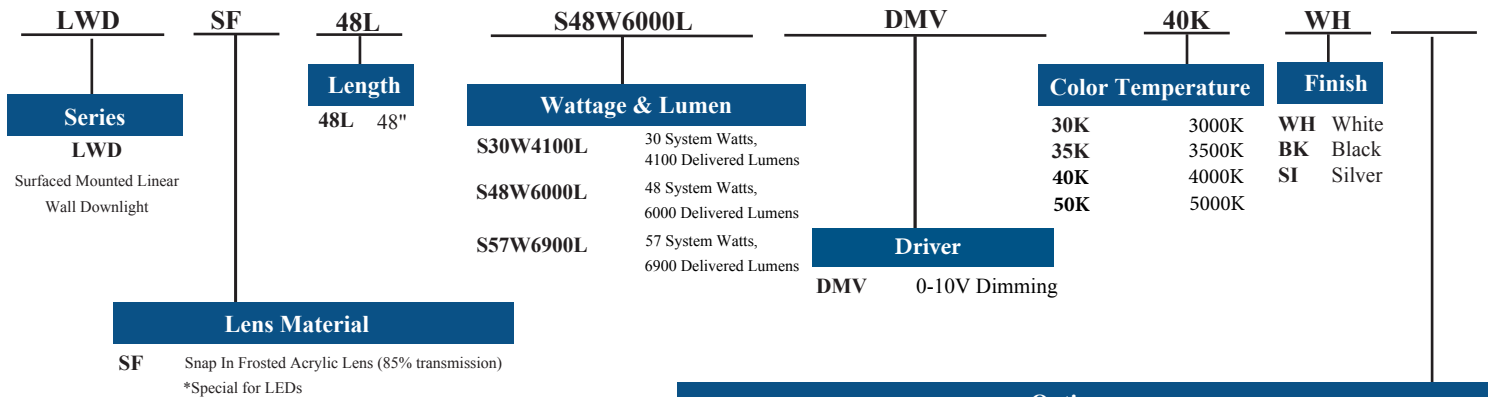 LWD SF 48L S48W6000L DMV 40K WH
Series
LWD
Surfaced Mounted Linear
Wall Downlight
Length
48L 48"
Wattage & Lumen
S30W4100L 30 System Watts,
4100 Delivered Lumens
S48W6000L 48 System Watts,
6000 Delivered Lumens
S57W6900L 57 System Watts,
6900 Delivered Lumens
Color Temperature
30K 3000K
35K 3500K
40K 4000K
50K 5000K
Finish
WH White
BK Black
SI Silver
Driver
DMV 0-10V Dimming
Lens Material
SF Snap In Frosted Acrylic Lens (85% transmission)
*Special for LEDs